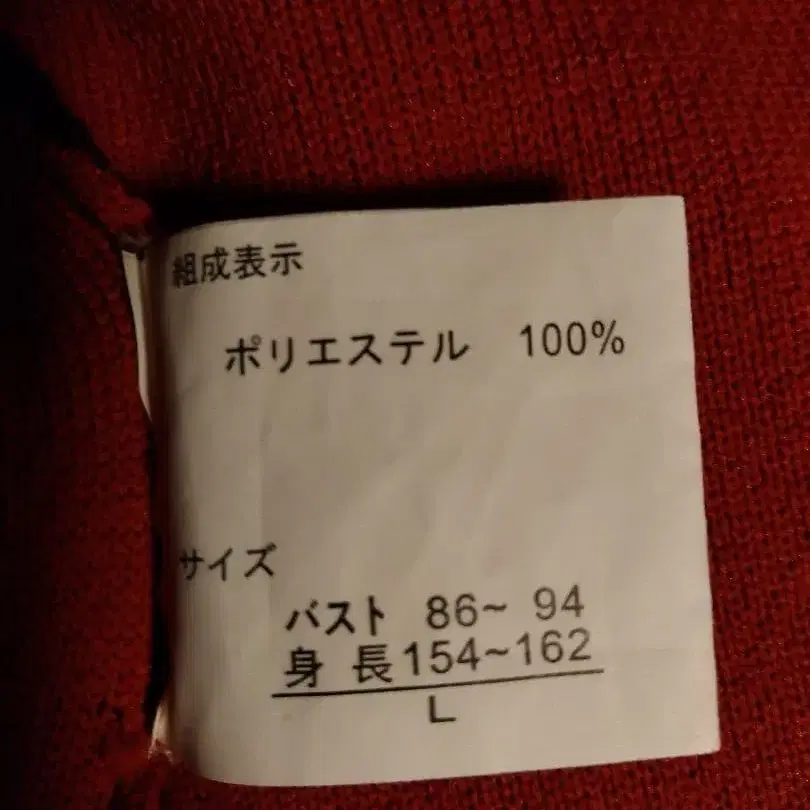 組成表示
ポリエステル 100%
サイズ
バスト 86~ 94
身 長154~162
L